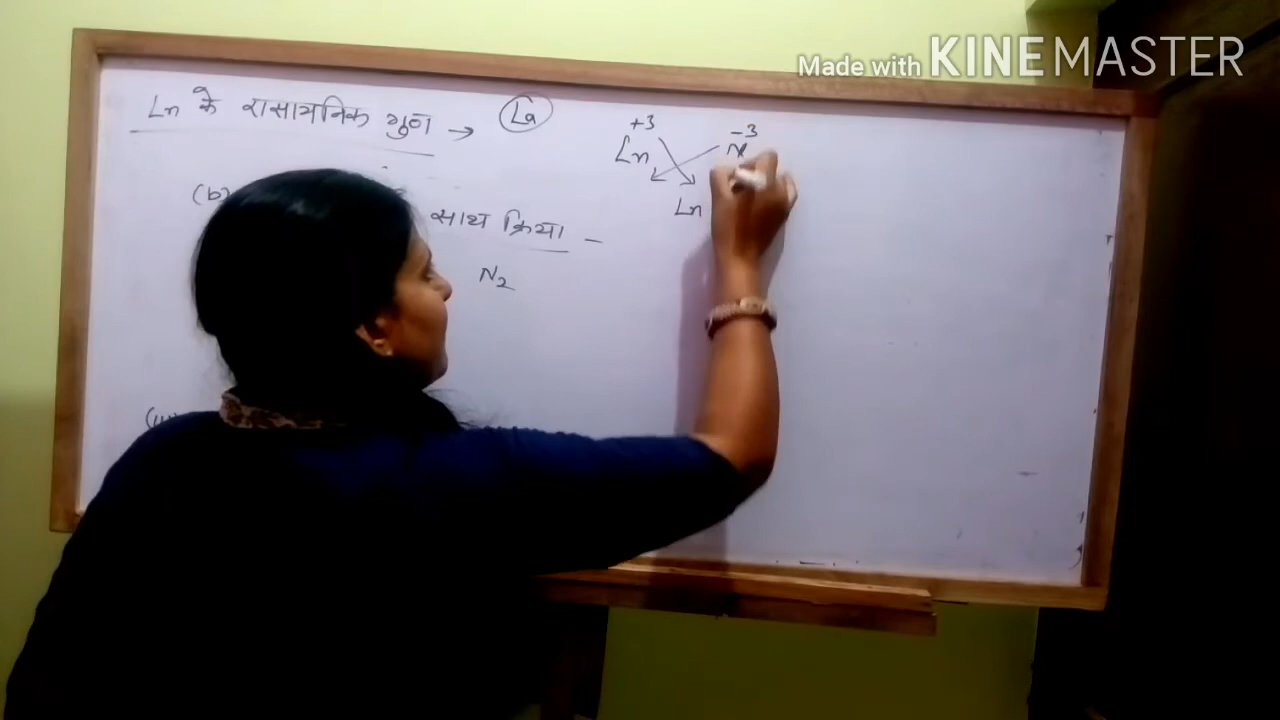 Made with KINEMASTER
Ln के रासायनिक गुण → La
+3 -3
Ln N
Ln
(b) साथ क्रिया –
N2